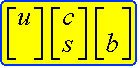 [u ] [c s] [ b]